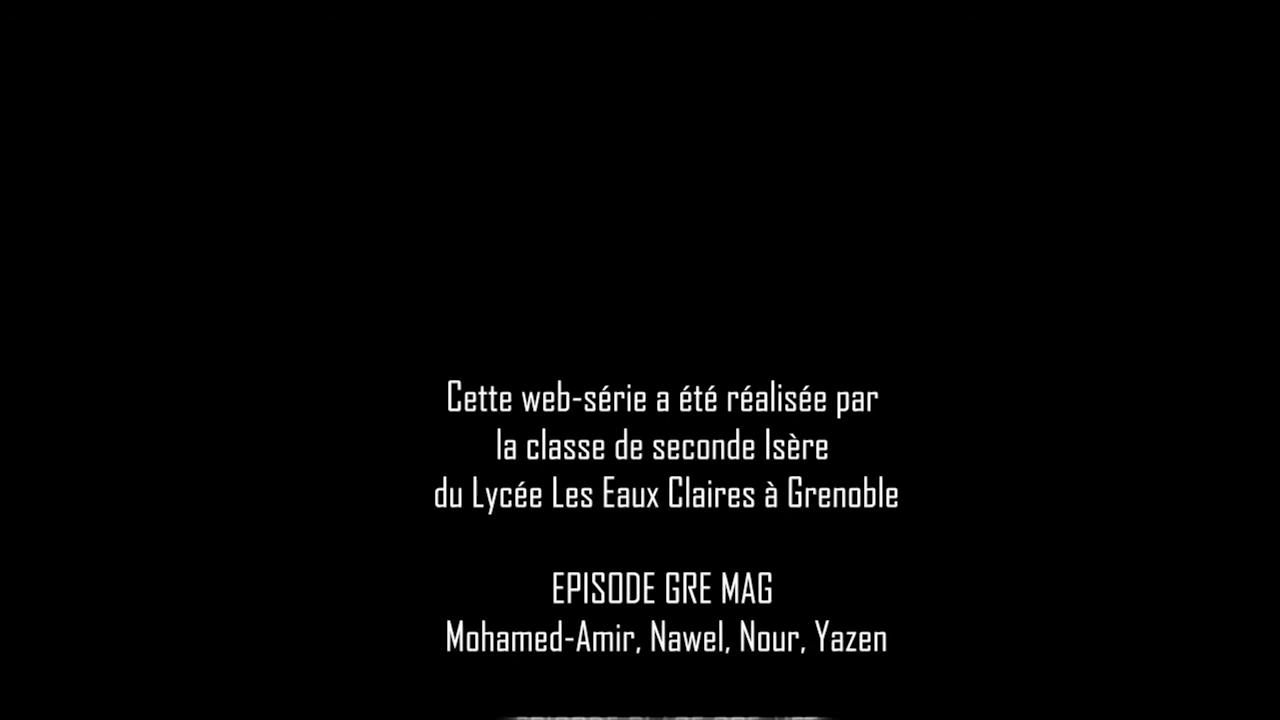 Cette web-série a été réalisée par
la classe de seconde Isère
du Lycée Les Eaux Claires à Grenoble
EPISODE GRE MAG
Mohamed-Amir, Nawel, Nour, Yazen